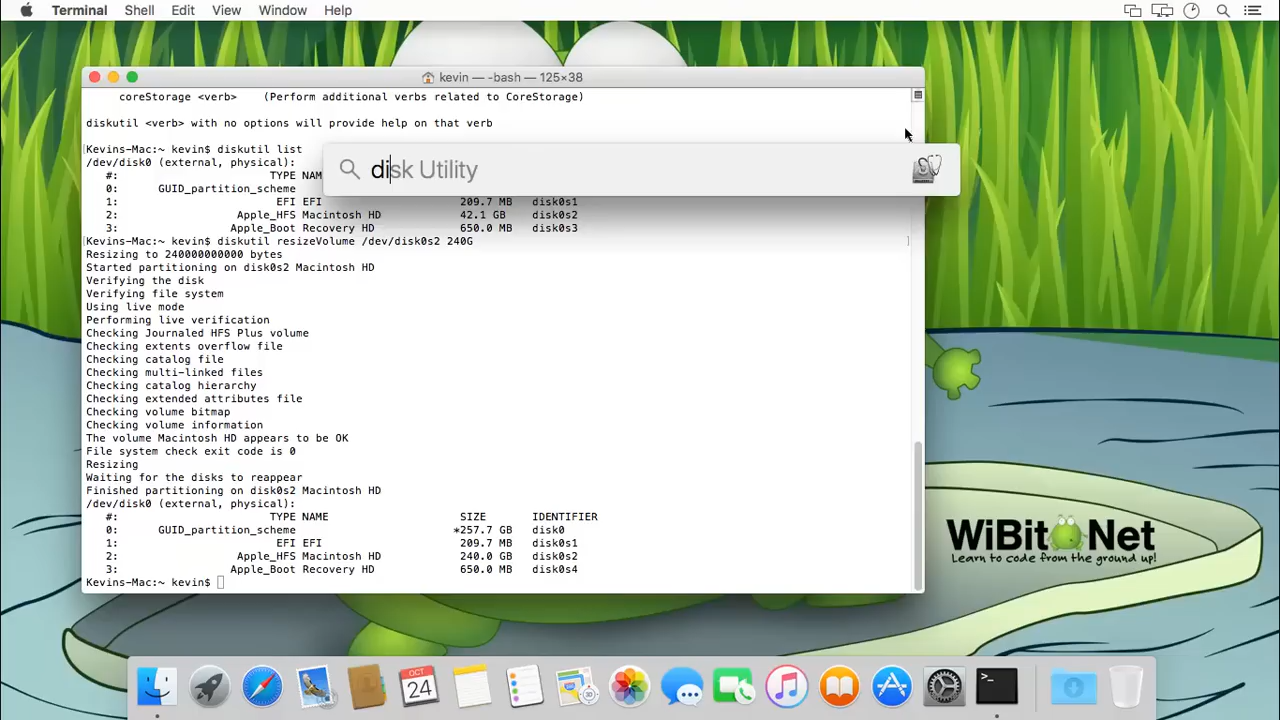 Terminal Shell Edit View Window Help
kevin — -bash — 125×38
coreStorage <verb> (Perform additional verbs related to CoreStorage)
diskutil <verb> with no options will provide help on that verb
[Kevins-Mac:~ kevin$ diskutil list
/dev/disk0 (external, physical):
disk Utility
#: TYPE NAM
0: GUID_partition_scheme
1: EFI EFI 209.7 MB disk0s1
2: Apple_HFS Macintosh HD 42.1 GB disk0s2
3: Apple_Boot Recovery HD 650.0 MB disk0s3
[Kevins-Mac:~ kevin$ diskutil resizeVolume /dev/disk0s2 240G ]
Resizing to 240000000000 bytes
Started partitioning on disk0s2 Macintosh HD
Verifying the disk
Verifying file system
Using live mode
Performing live verification
Checking Journaled HFS Plus volume
Checking extents overflow file
Checking catalog file
Checking multi-linked files
Checking catalog hierarchy
Checking extended attributes file
Checking volume bitmap
Checking volume information
The volume Macintosh HD appears to be OK
File system check exit code is 0
Resizing
Waiting for the disks to reappear
Finished partitioning on disk0s2 Macintosh HD
/dev/disk0 (external, physical):
#: TYPE NAME SIZE IDENTIFIER
0: GUID_partition_scheme *257.7 GB disk0
1: EFI EFI 209.7 MB disk0s1
2: Apple_HFS Macintosh HD 240.0 GB disk0s2
3: Apple_Boot Recovery HD 650.0 MB disk0s4
Kevins-Mac:~ kevin$
WiBit Net
Learn to code from the ground up!
OCT
24
>_